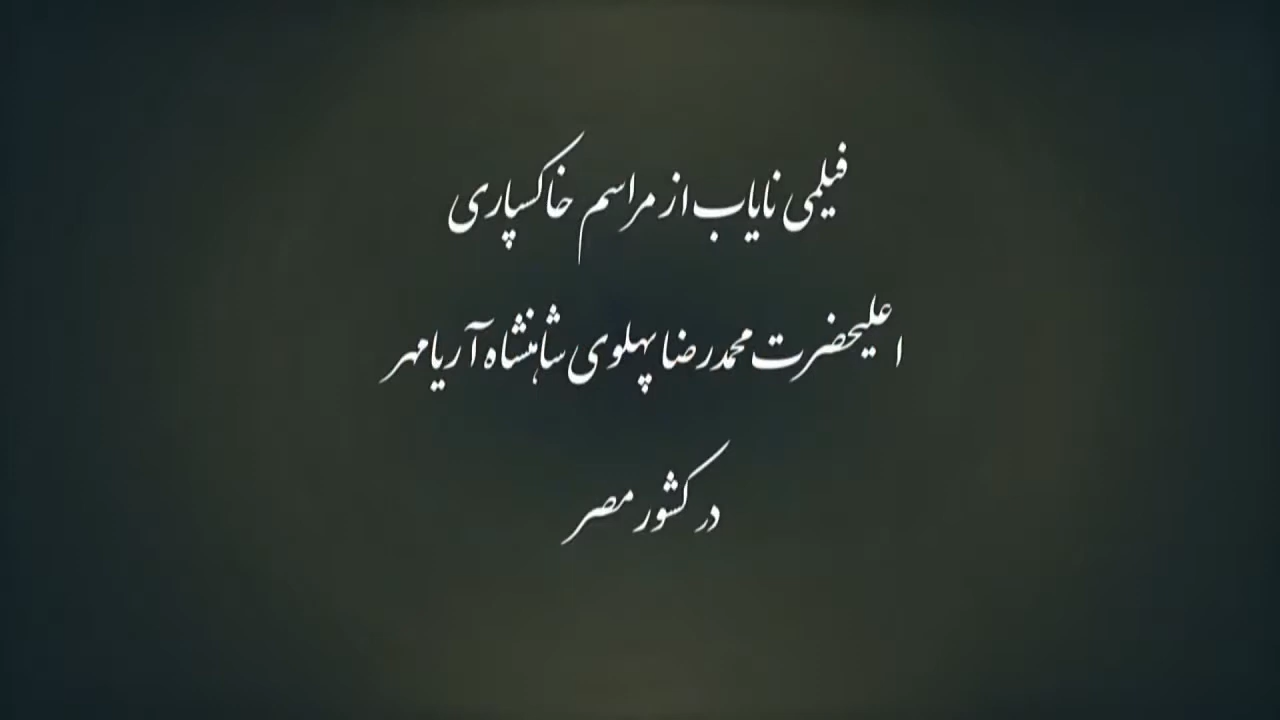 فیلمی نایاب از مراسم خاکسپاری
اعلیحضرت محمدرضا پهلوی شاهنشاه آریامهر
در کشور مصر